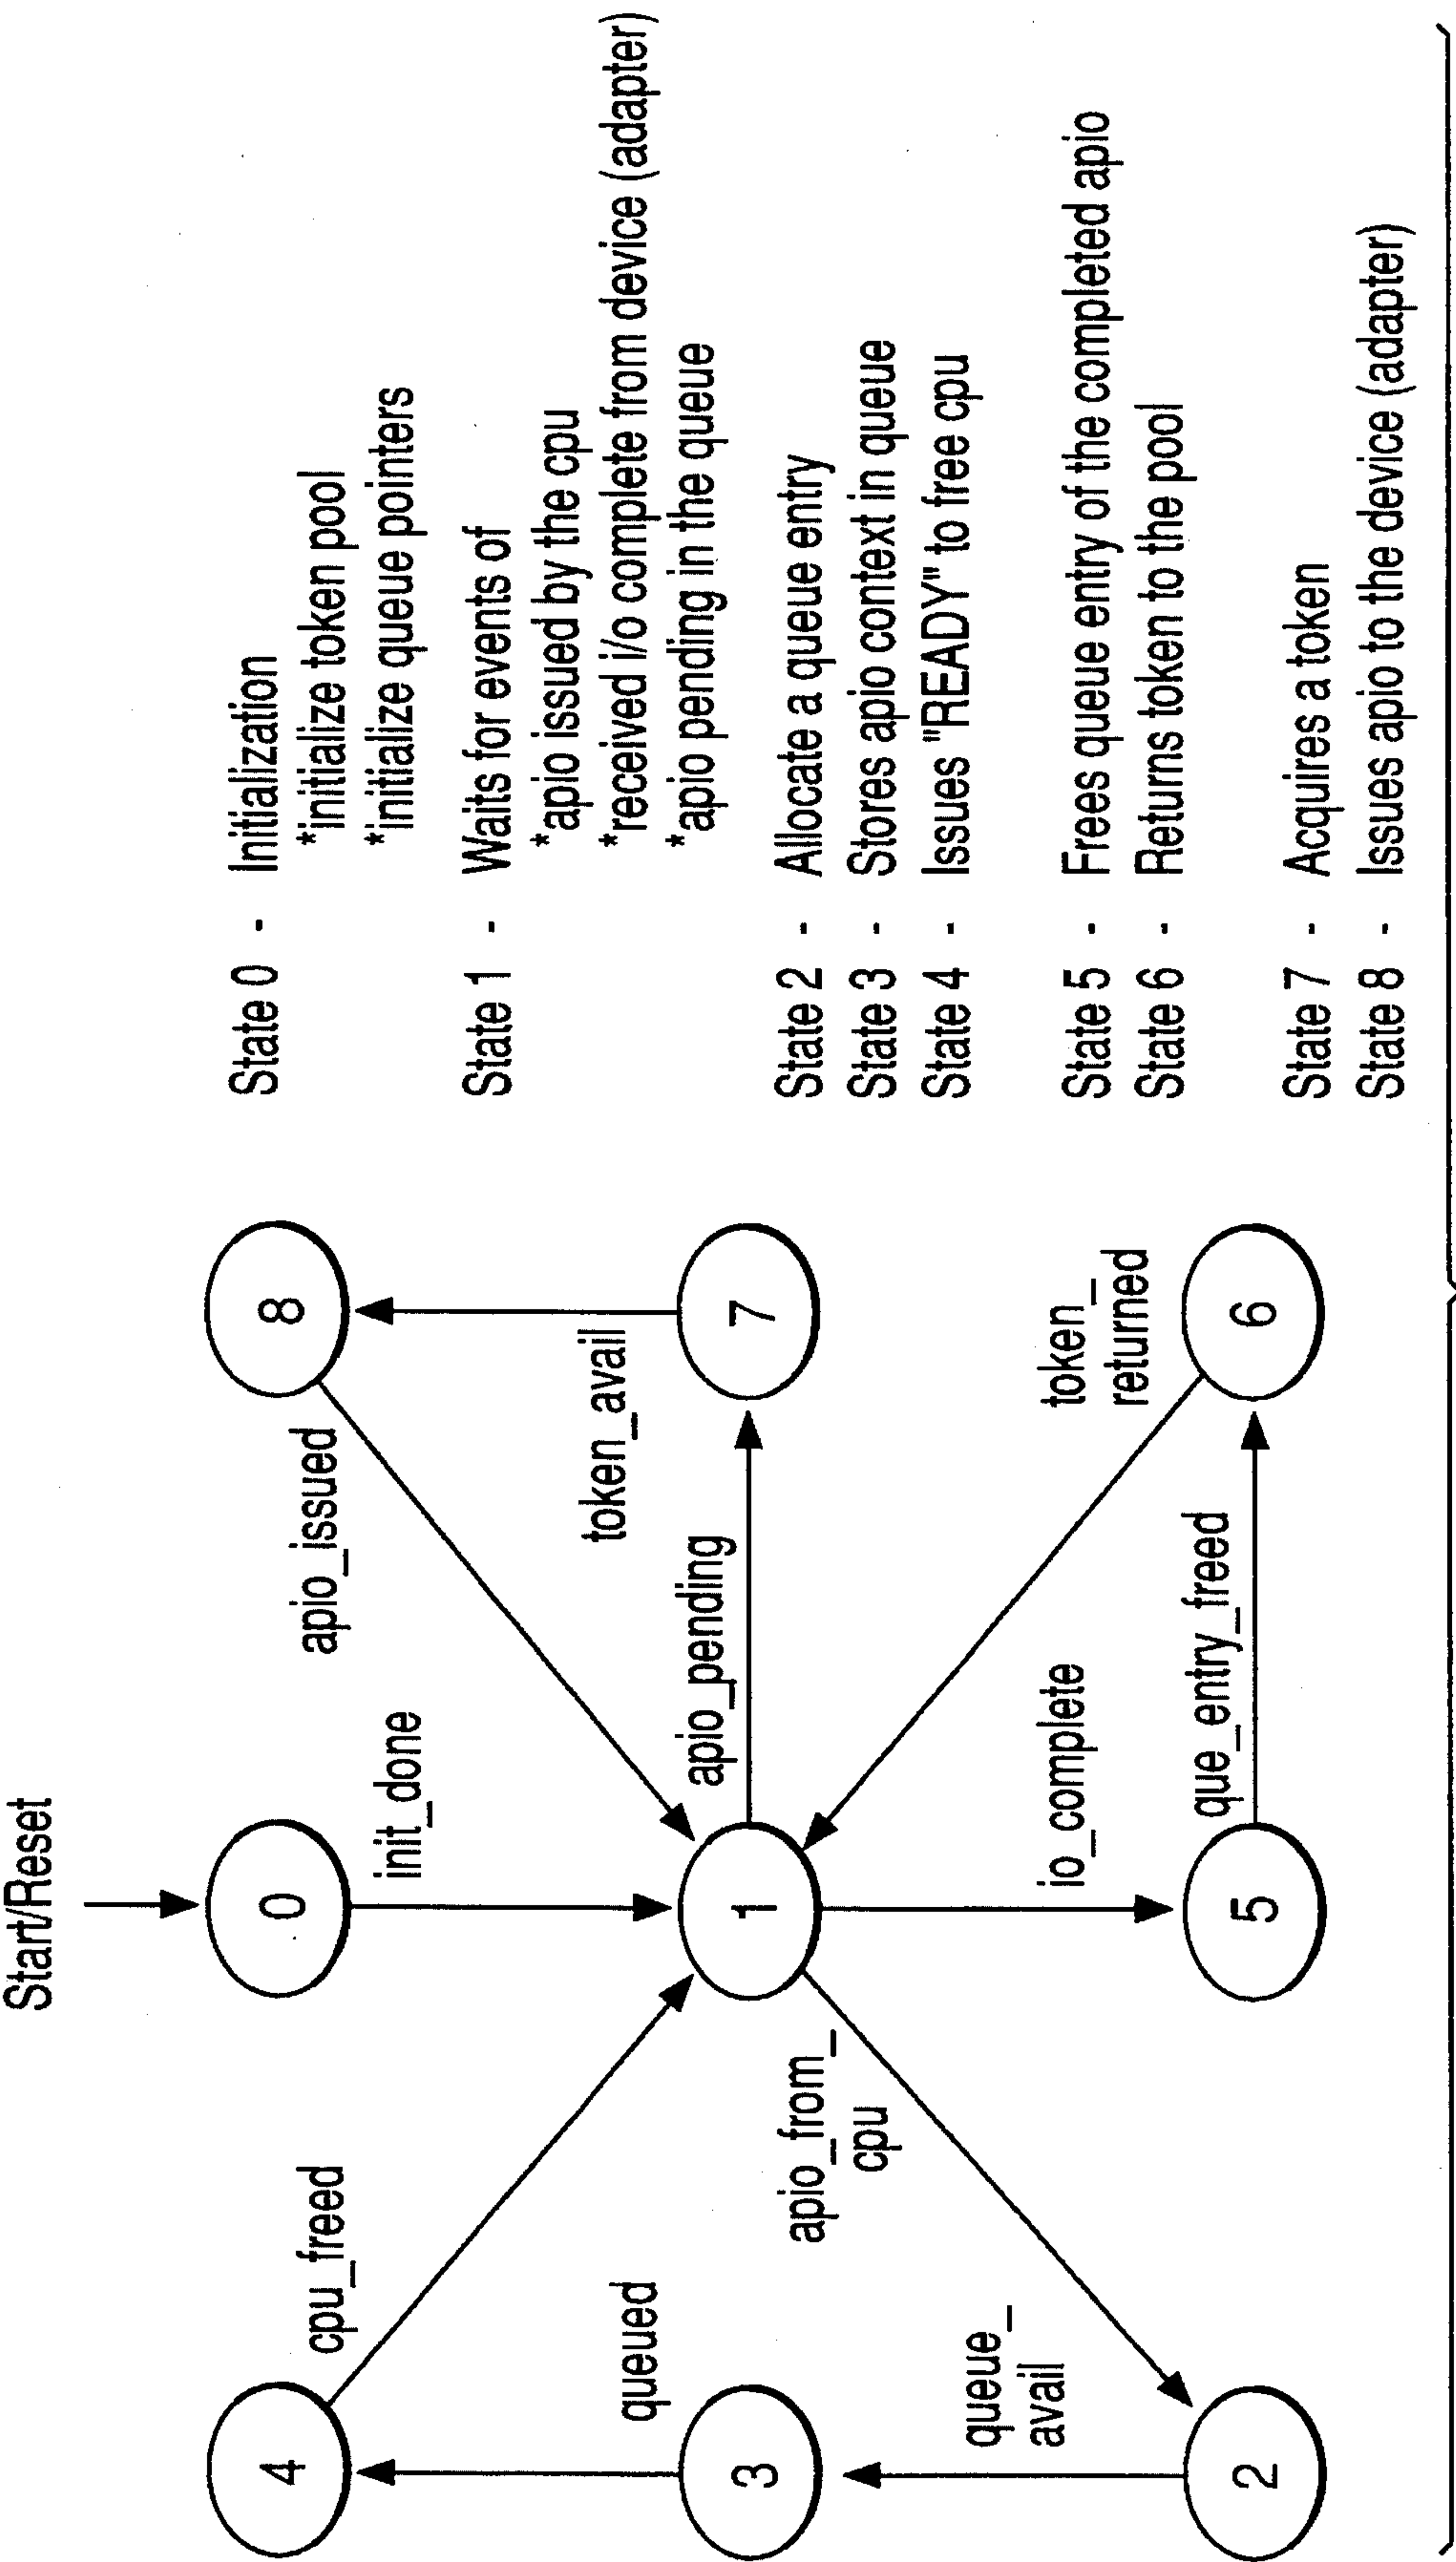 Start/Reset
4
cpu_freed
0
init_done
apio_issued
8
queued
3
apio_from_
cpu
1
apio_pending
token_avail
7
queue_
avail
2
io_complete
5
que_entry_freed
token_
returned
6
State 0 - Initialization
*initialize token pool
*initialize queue pointers
State 1 - Waits for events of
*apio issued by the cpu
*received i/o complete from device (adapter)
*apio pending in the queue
State 2 - Allocate a queue entry
State 3 - Stores apio context in queue
State 4 - Issues "READY" to free cpu
State 5 - Frees queue entry of the completed apio
State 6 - Returns token to the pool
State 7 - Acquires a token
State 8 - Issues apio to the device (adapter)